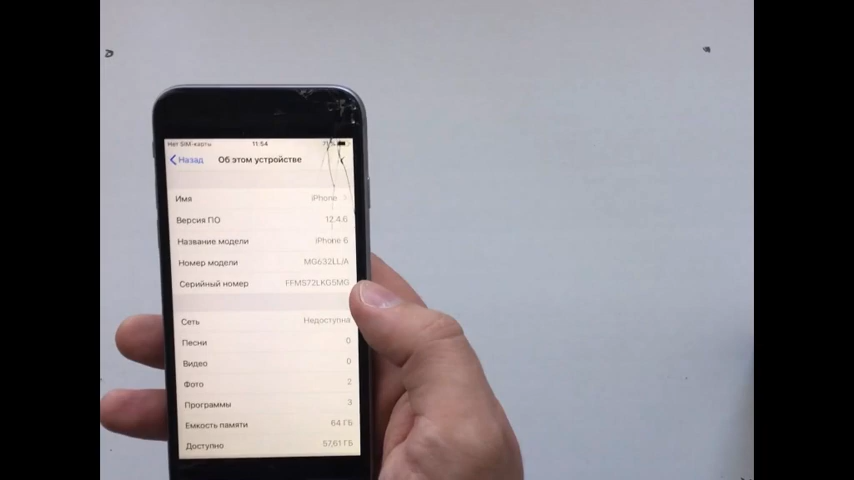 Нет SIM-карты 11:54
Назад Об этом устройстве
Имя iPhone
Версия ПО 12.4.6
Название модели iPhone 6
Номер модели MG632LL/A
Серийный номер FFMS72LKG5MG
Сеть Недоступна
Песни 0
Видео 0
Фото 2
Программы 3
Емкость памяти 64 ГБ
Доступно 57,61 ГБ